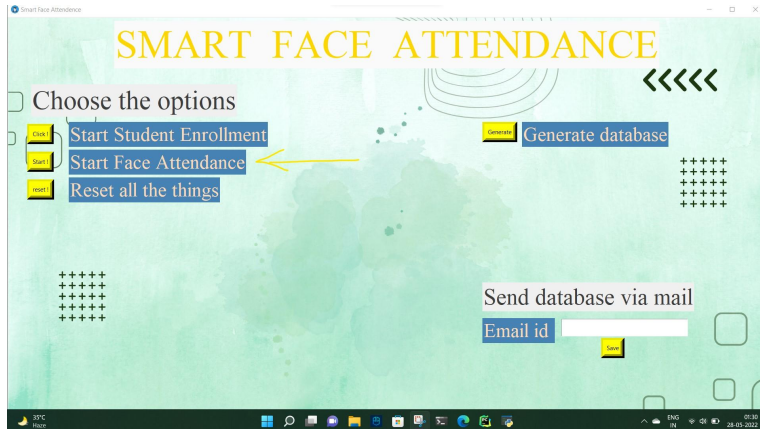 Smart Face Attendence
SMART FACE ATTENDANCE
Choose the options
Click !
Start Student Enrollment
Start !
Start Face Attendance
reset !
Reset all the things
Generate
Generate database
Send database via mail
Email id
Save
35°C
Haze
ENG
IN
01:30
28-05-2022